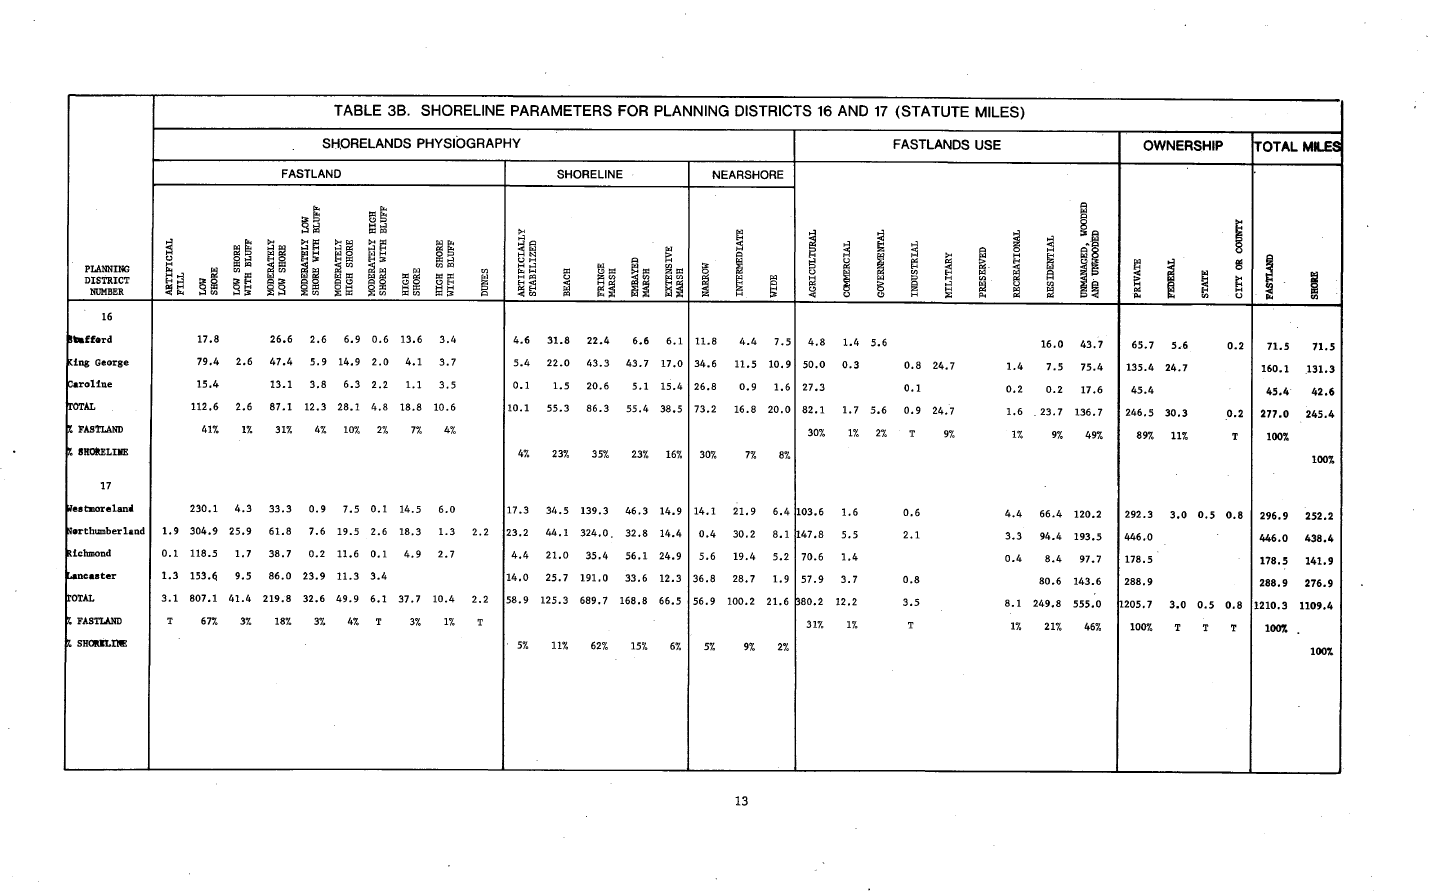 TABLE 3B. SHORELINE PARAMETERS FOR PLANNING DISTRICTS 16 AND 17 (STATUTE MILES)
SHORELANDS PHYSIOGRAPHY FASTLANDS USE OWNERSHIP TOTAL MILES
FASTLAND SHORELINE NEARSHORE
PLANNING DISTRICT NUMBER ARTIFICIAL FILL LOW SHORE LOW SHORE WITH BLUFF MODERATELY LOW SHORE MODERATELY LOW SHORE WITH BLUFF MODERATELY HIGH SHORE MODERATELY HIGH SHORE WITH BLUFF HIGH SHORE HIGH SHORE WITH BLUFF DUNES ARTIFICIALLY STABILIZED BEACH FRINGE MARSH EMBAYED MARSH EXTENSIVE MARSH NARROW INTERMEDIATE WIDE AGRICULTURAL COMMERCIAL GOVERNMENTAL INDUSTRIAL MILITARY PRESERVED RECREATIONAL RESIDENTIAL UNMANAGED, WOODED AND UNWOODED PRIVATE FEDERAL STATE CITY OR COUNTY FASTLAND SHORE
16
Stafford 17.8 26.6 2.6 6.9 0.6 13.6 3.4 4.6 31.8 22.4 6.6 6.1 11.8 4.4 7.5 4.8 1.4 5.6 16.0 43.7 65.7 5.6 0.2 71.5 71.5
King George 79.4 2.6 47.4 5.9 14.9 2.0 4.1 3.7 5.4 22.0 43.3 43.7 17.0 34.6 11.5 10.9 50.0 0.3 0.8 24.7 1.4 7.5 75.4 135.4 24.7 160.1 131.3
Caroline 15.4 13.1 3.8 6.3 2.2 1.1 3.5 0.1 1.5 20.6 5.1 15.4 26.8 0.9 1.6 27.3 0.1 0.2 0.2 17.6 45.4 45.4 42.6
TOTAL 112.6 2.6 87.1 12.3 28.1 4.8 18.8 10.6 10.1 55.3 86.3 55.4 38.5 73.2 16.8 20.0 82.1 1.7 5.6 0.9 24.7 1.6 23.7 136.7 246.5 30.3 0.2 277.0 245.4
% FASTLAND 41% 1% 31% 4% 10% 2% 7% 4% 30% 1% 2% T 9% 1% 9% 49% 89% 11% T 100%
% SHORELINE 4% 23% 35% 23% 16% 30% 7% 8% 100%
17
Westmoreland 230.1 4.3 33.3 0.9 7.5 0.1 14.5 6.0 17.3 34.5 139.3 46.3 14.9 14.1 21.9 6.4 103.6 1.6 0.6 4.4 66.4 120.2 292.3 3.0 0.5 0.8 296.9 252.2
Northumberland 1.9 304.9 25.9 61.8 7.6 19.5 2.6 18.3 1.3 2.2 23.2 44.1 324.0 32.8 14.4 0.4 30.2 8.1 147.8 5.5 2.1 3.3 94.4 193.5 446.0 446.0 438.4
Richmond 0.1 118.5 1.7 38.7 0.2 11.6 0.1 4.9 2.7 4.4 21.0 35.4 56.1 24.9 5.6 19.4 5.2 70.6 1.4 0.4 8.4 97.7 178.5 178.5 141.9
Lancaster 1.3 153.6 9.5 86.0 23.9 11.3 3.4 14.0 25.7 191.0 33.6 12.3 36.8 28.7 1.9 57.9 3.7 0.8 80.6 143.6 288.9 288.9 276.9
TOTAL 3.1 807.1 41.4 219.8 32.6 49.9 6.1 37.7 10.4 2.2 58.9 125.3 689.7 168.8 66.5 56.9 100.2 21.6 380.2 12.2 3.5 8.1 249.8 555.0 1205.7 3.0 0.5 0.8 1210.3 1109.4
% FASTLAND T 67% 3% 18% 3% 4% T 3% 1% T 31% 1% T 1% 21% 46% 100% T T T 100%
% SHORELINE 5% 11% 62% 15% 6% 5% 9% 2% 100%
13